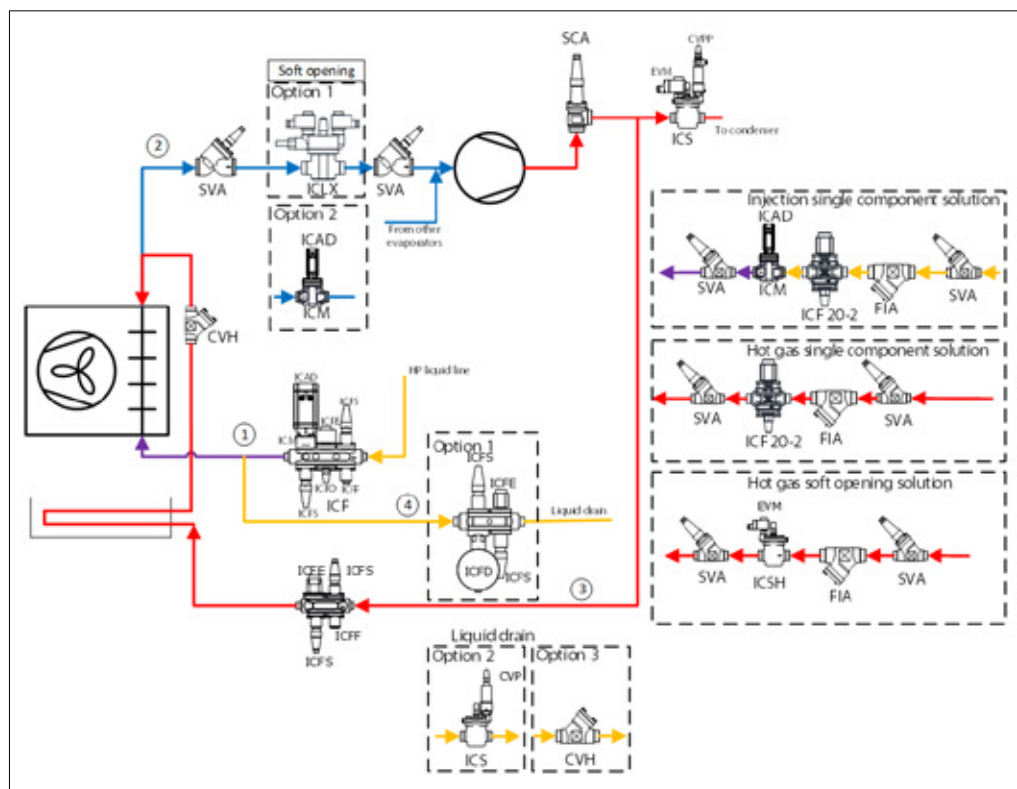 SCA
CVPP
EVM
Soft opening
Option 1
ICS
To condenser
②
SVA
ICLX
SVA
Option 2
ICAD
From other
evaporators
ICM
Injection single component solution
SVA
ICM
ICF 20-2
FIA
SVA
CVH
Hot gas single component solution
SVA
ICF 20-2
FIA
SVA
HP liquid line
ICAD
ICFS
ICFE
ICM
①
ICF
ICFS
Option 1
ICFS
ICFE
④
Liquid drain
ICFD
ICFS
Hot gas soft opening solution
EVM
SVA
ICSH
FIA
SVA
③
ICFE
ICFS
ICFF
ICFS
Liquid drain
Option 2
Option 3
CVP
ICS
CVH